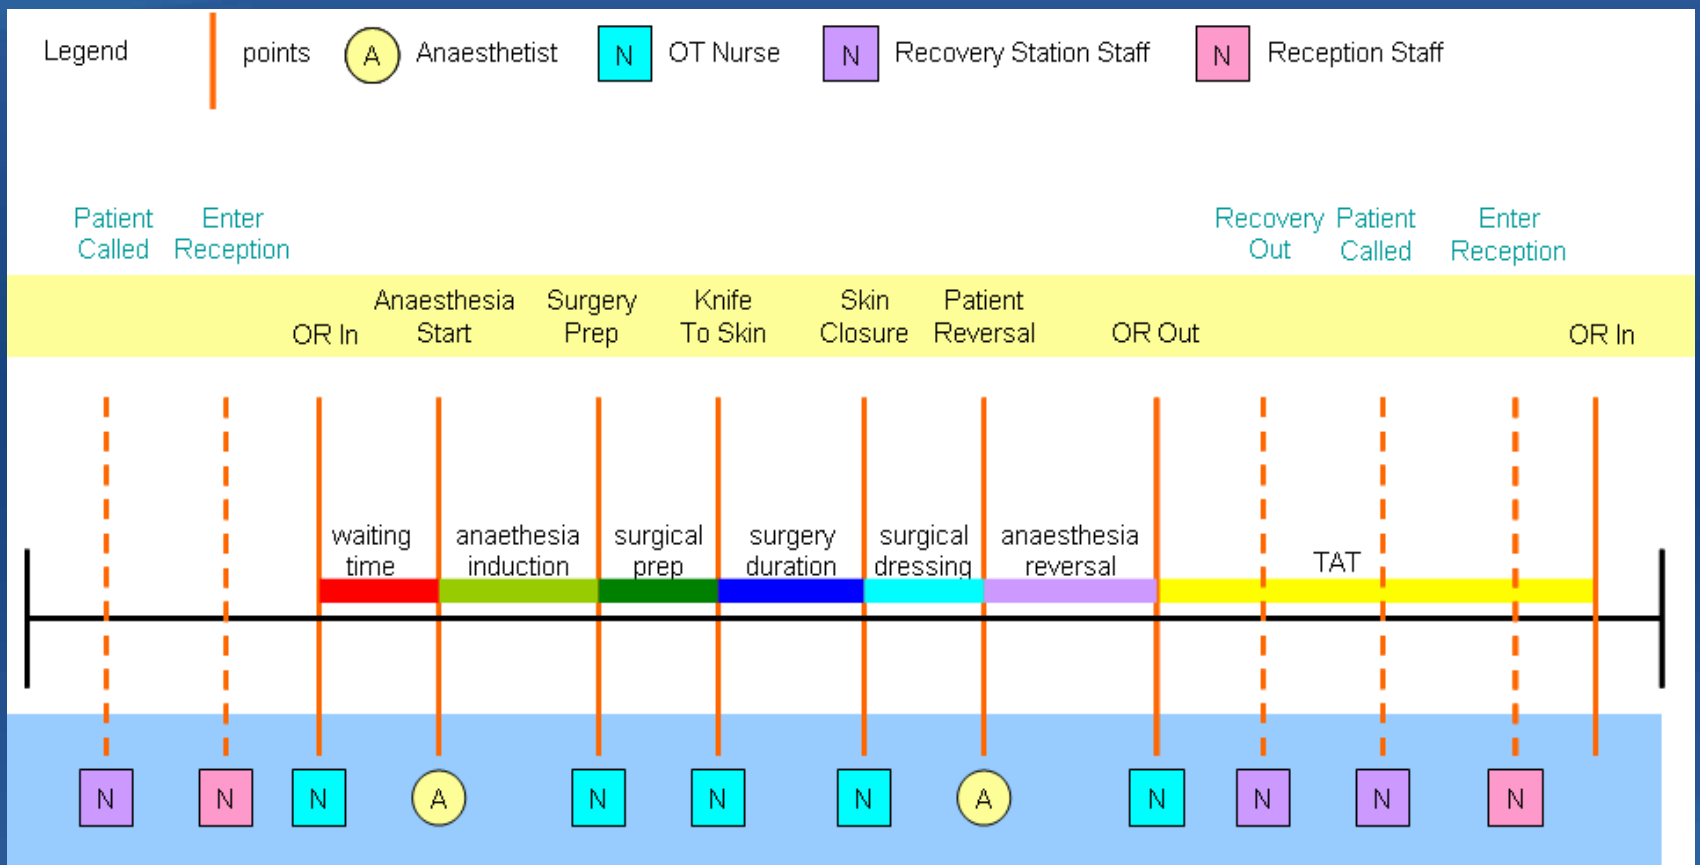 Legend points A Anaesthetist N OT Nurse N Recovery Station Staff N Reception Staff
Patient Enter Recovery Patient Enter
Called Reception Out Called Reception
Anaesthesia Surgery Knife Skin Patient
OR In Start Prep To Skin Closure Reversal OR Out OR In
waiting anaethesia surgical surgery surgical anaesthesia
time induction prep duration dressing reversal TAT
N N N A N N N A N N N N